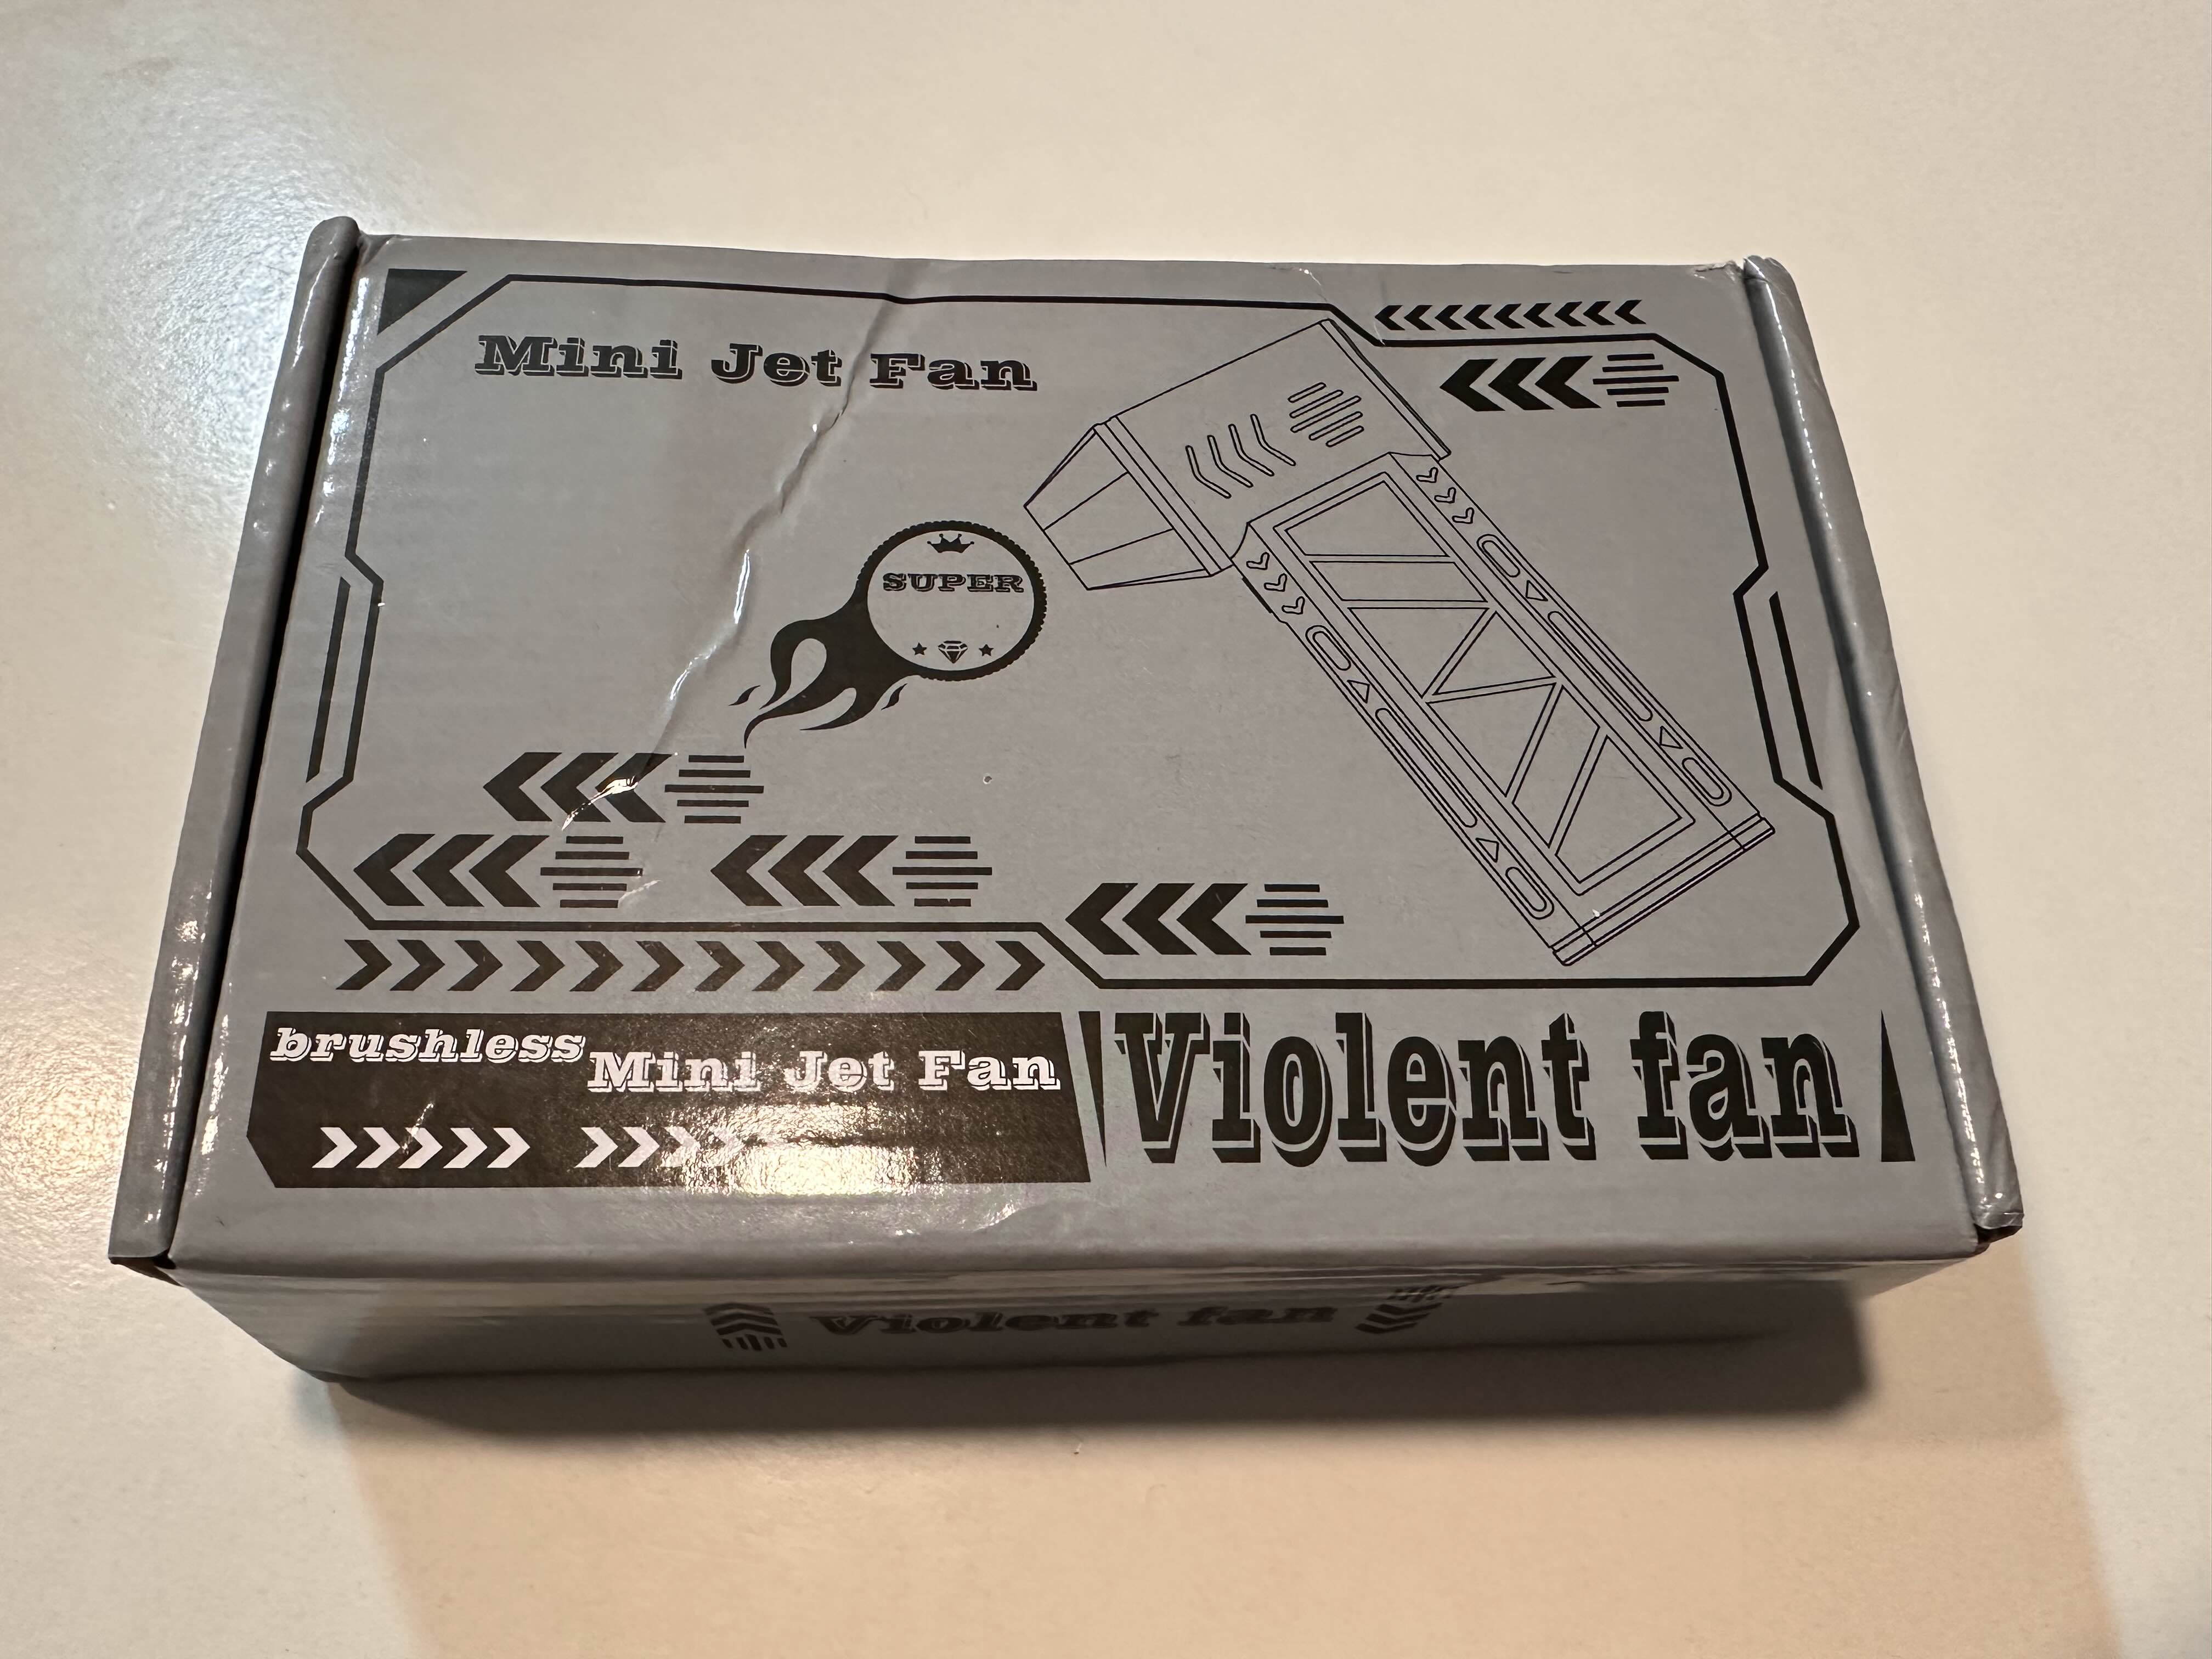 Mini Jet Fan
SUPER
brushless Mini Jet Fan
Violent fan
Violent fan